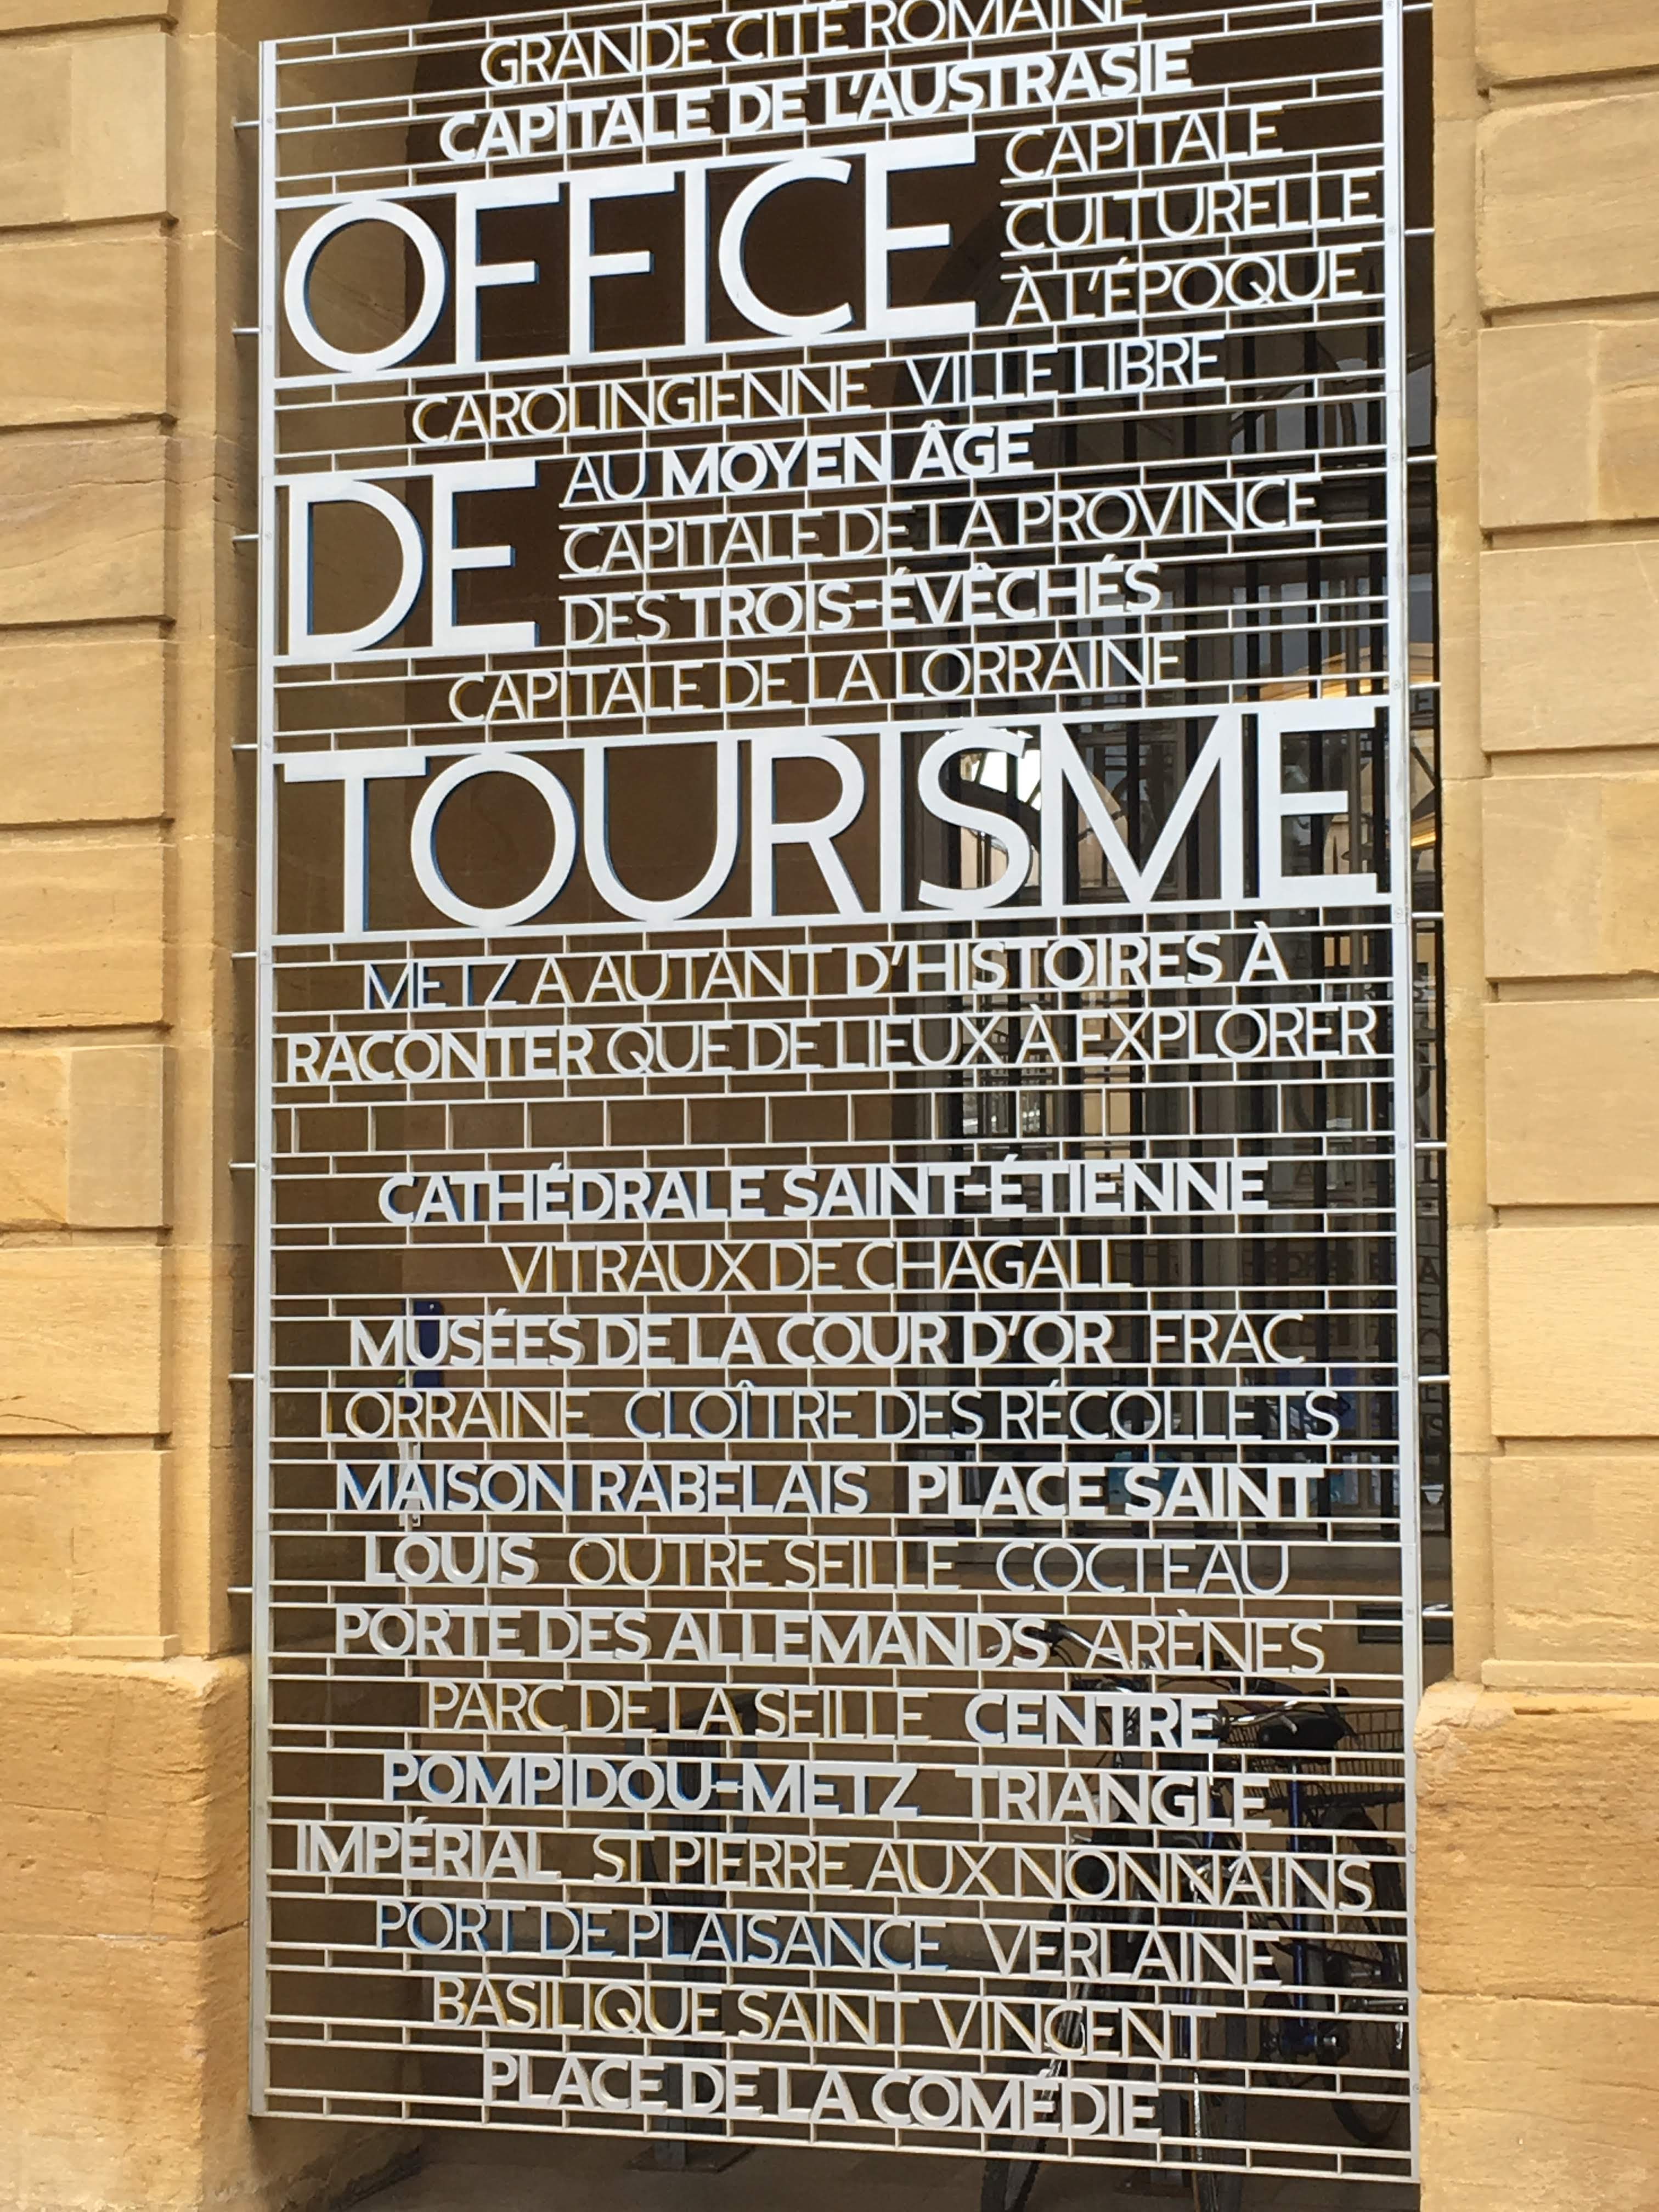 GRANDE CITÉ ROMAINE
CAPITALE DE L'AUSTRASIE
OFFICE
CAPITALE
CULTURELLE
À L'ÉPOQUE
CAROLINGIENNE VILLE LIBRE
DE
AU MOYEN ÂGE
CAPITALE DE LA PROVINCE
DES TROIS-ÉVÊCHÉS
CAPITALE DE LA LORRAINE
TOURISME
METZ A AUTANT D'HISTOIRES À
RACONTER QUE DE LIEUX À EXPLORER
CATHÉDRALE SAINT-ÉTIENNE
VITRAUX DE CHAGALL
MUSÉES DE LA COUR D'OR FRAC
LORRAINE CLOÎTRE DES RÉCOLLETS
MAISON RABELAIS PLACE SAINT
LOUIS OUTRE SEILLE COCTEAU
PORTE DES ALLEMANDS ARÈNES
PARC DE LA SEILLE CENTRE
POMPIDOU-METZ TRIANGLE
IMPÉRIAL ST PIERRE AUX NONNAINS
PORT DE PLAISANCE VERLAINE
BASILIQUE SAINT VINCENT
PLACE DE LA COMÉDIE